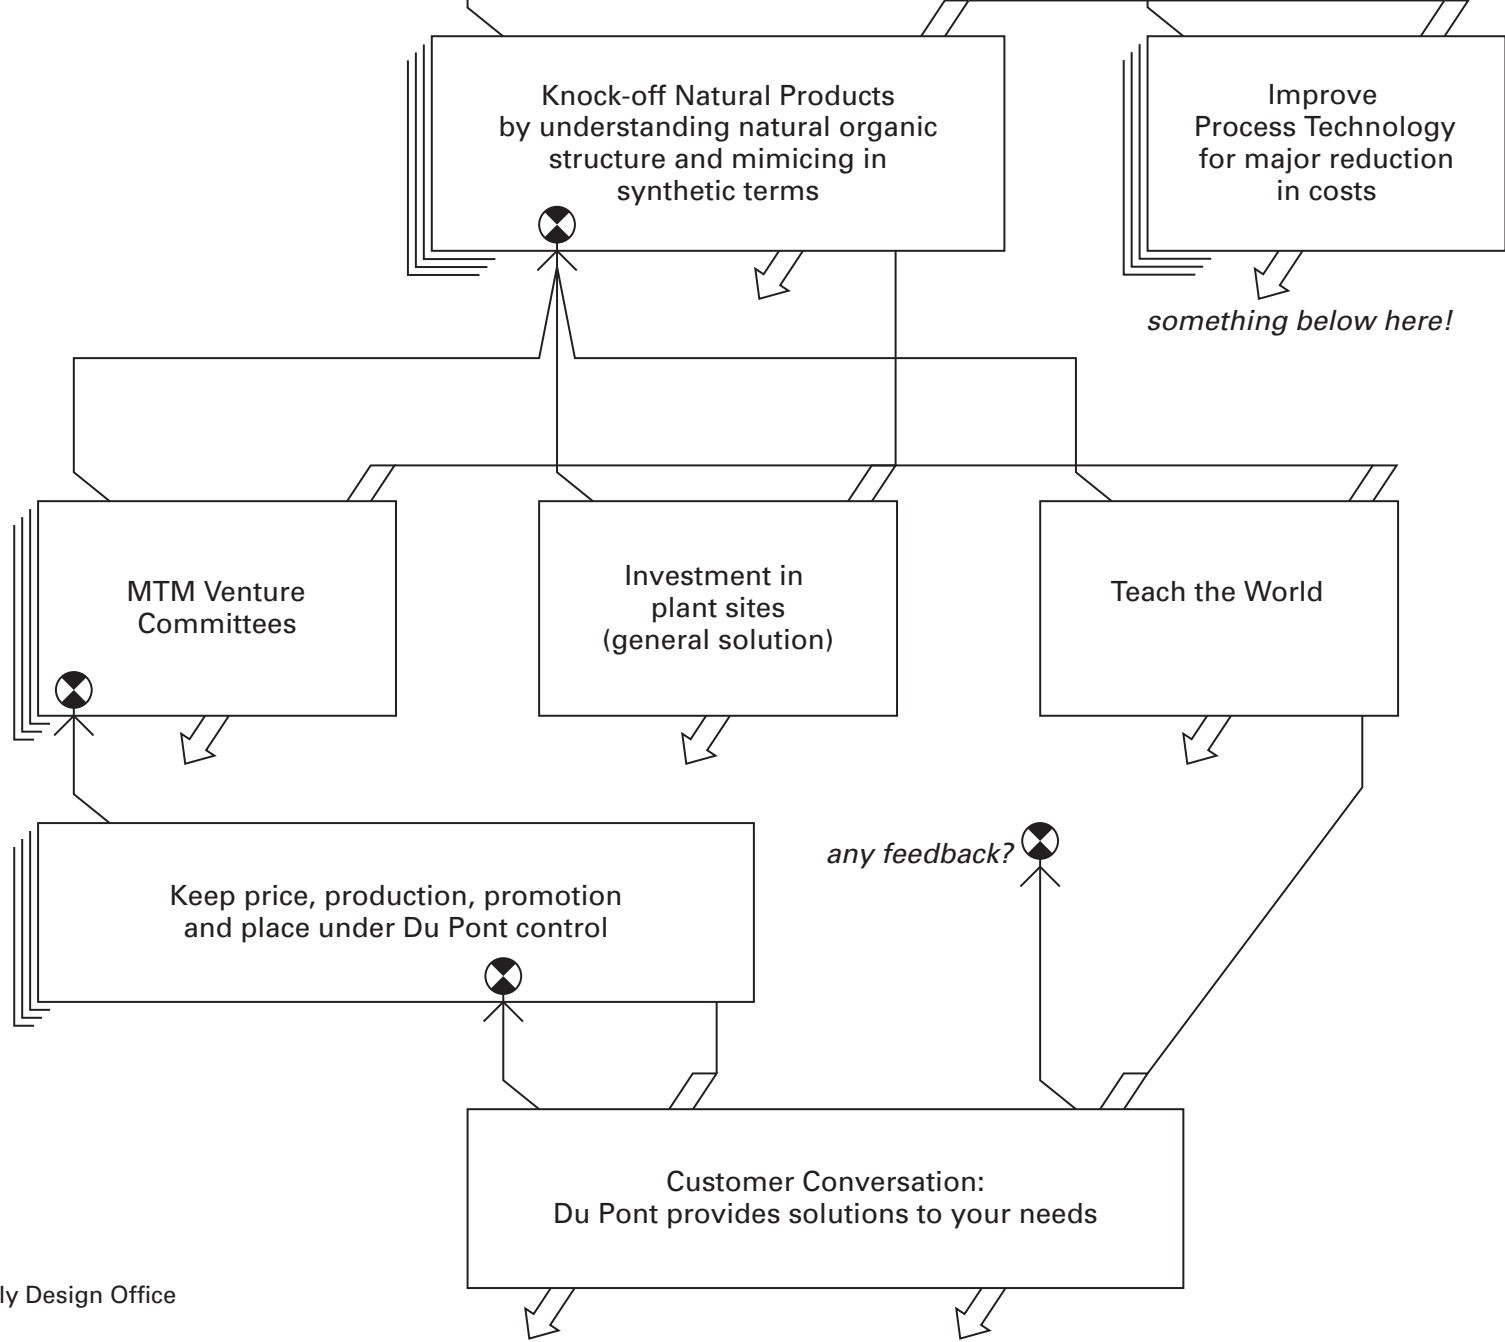 Knock-off Natural Products
by understanding natural organic
structure and mimicing in
synthetic terms
Improve
Process Technology
for major reduction
in costs
something below here!
MTM Venture
Committees
Investment in
plant sites
(general solution)
Teach the World
any feedback?
Keep price, production, promotion
and place under Du Pont control
Customer Conversation:
Du Pont provides solutions to your needs
ly Design Office